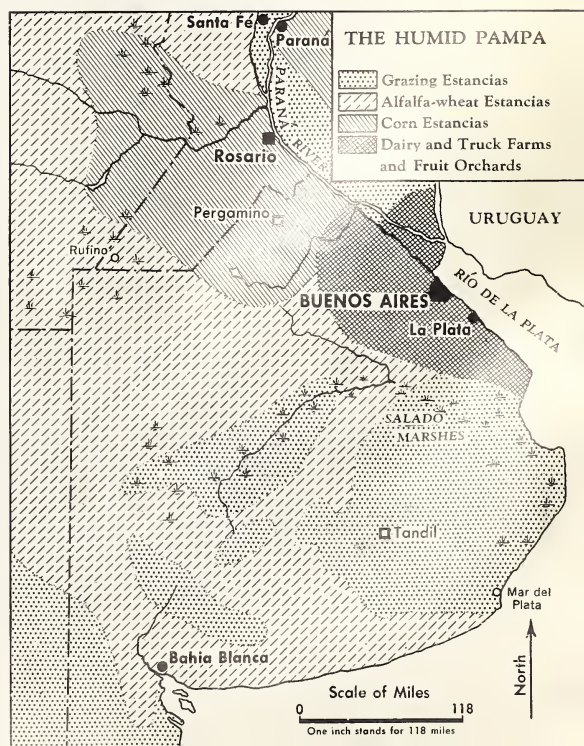 Santa Fé
Paraná
THE HUMID PAMPA
Grazing Estancias
Alfalfa-wheat Estancias
Corn Estancias
Dairy and Truck Farms
and Fruit Orchards
PARANÁ RIVER
Rosario
Pergamino
URUGUAY
Rufino
BUENOS AIRES
RÍO DE LA PLATA
La Plata
SALADO
MARSHES
Tandil
Mar del
Plata
Bahia Blanca
North
Scale of Miles
0 118
One inch stands for 118 miles